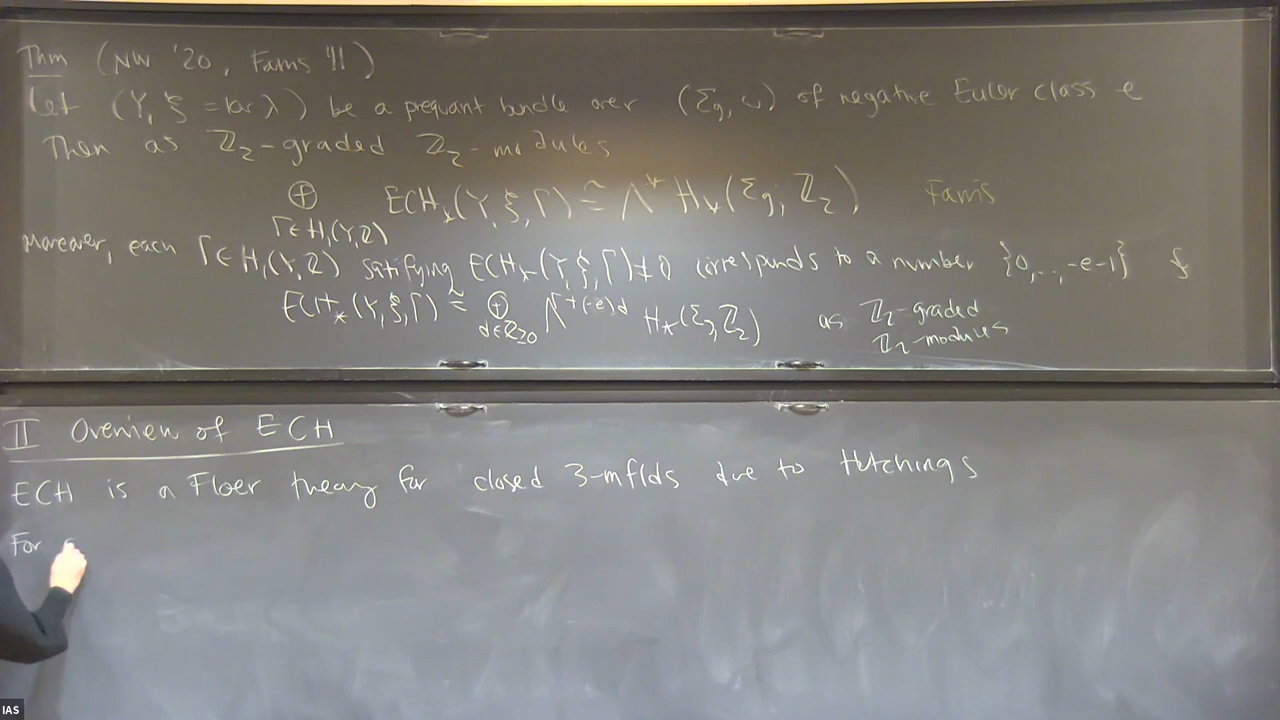 Thm (NW '20, Farris '11)
Let (Y, ξ = ker λ) be a prequant bundle over (Σg, ω) of negative Euler class e
Then as ℤ₂-graded ℤ₂-modules
⊕ ECH*(Y, ξ, Γ) ≅ Λ* H*(Σg; ℤ₂) Farris
Γ∈H₁(Y,ℤ)
Moreover, each Γ∈H₁(Y,ℤ) satisfying ECH*(Y, ξ, Γ)≠0 corresponds to a number {0,..,-e-1} &
ECH*(Y, ξ, Γ) ≅ ⊕ Λ^Γ+(-e)d H*(Σg; ℤ₂) as ℤ₂-graded
d∈ℤ≥0 ℤ₂-modules
II Overview of ECH
ECH is a Floer theory for closed 3-mflds due to Hutchings
For
IAS